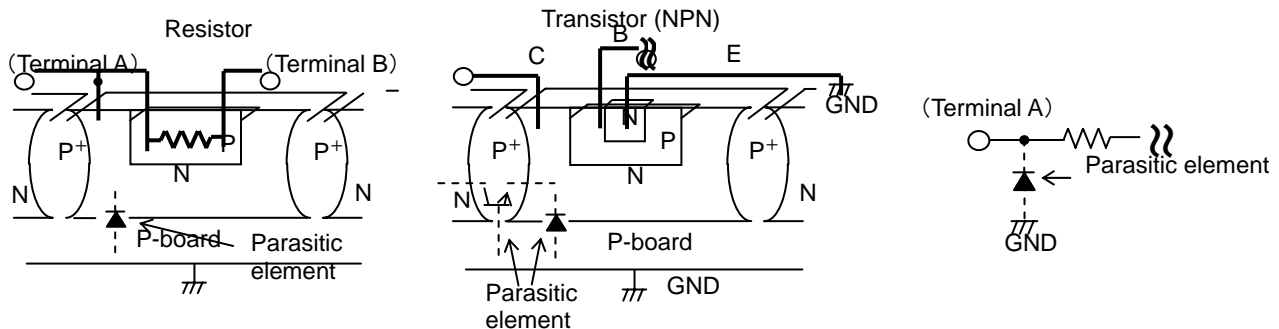 Resistor
（Terminal A）
（Terminal B）
P+
P
P+
N
N
P-board
Parasitic
element
Transistor (NPN)
B
C
E
GND
P+
N
P
P+
N
N
N
P-board
GND
Parasitic
element
（Terminal A）
Parasitic element
GND